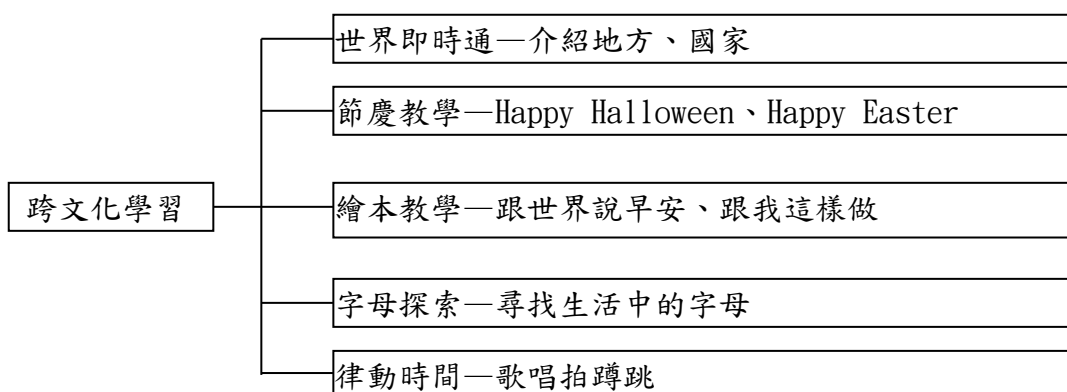 世界即時通—介紹地方、國家
節慶教學—Happy Halloween、Happy Easter
跨文化學習
繪本教學—跟世界說早安、跟我這樣做
字母探索—尋找生活中的字母
律動時間—歌唱拍蹲跳